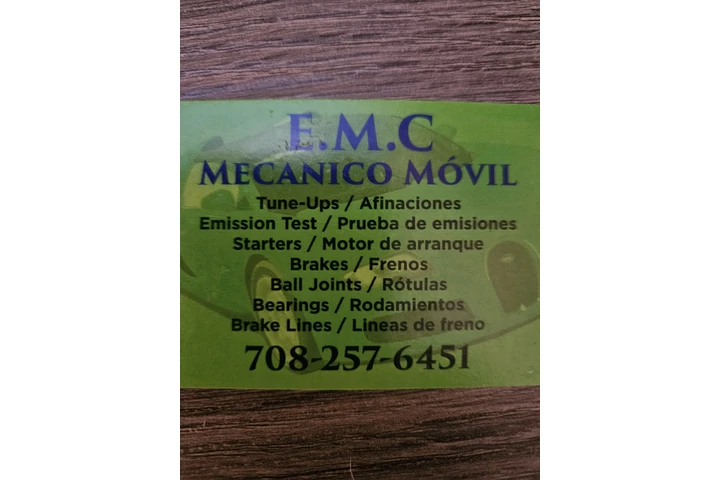 E.M.C
MECANICO MÓVIL
Tune-Ups / Afinaciones
Emission Test / Prueba de emisiones
Starters / Motor de arranque
Brakes / Frenos
Ball Joints / Rótulas
Bearings / Rodamientos
Brake Lines / Lineas de freno
708-257-6451